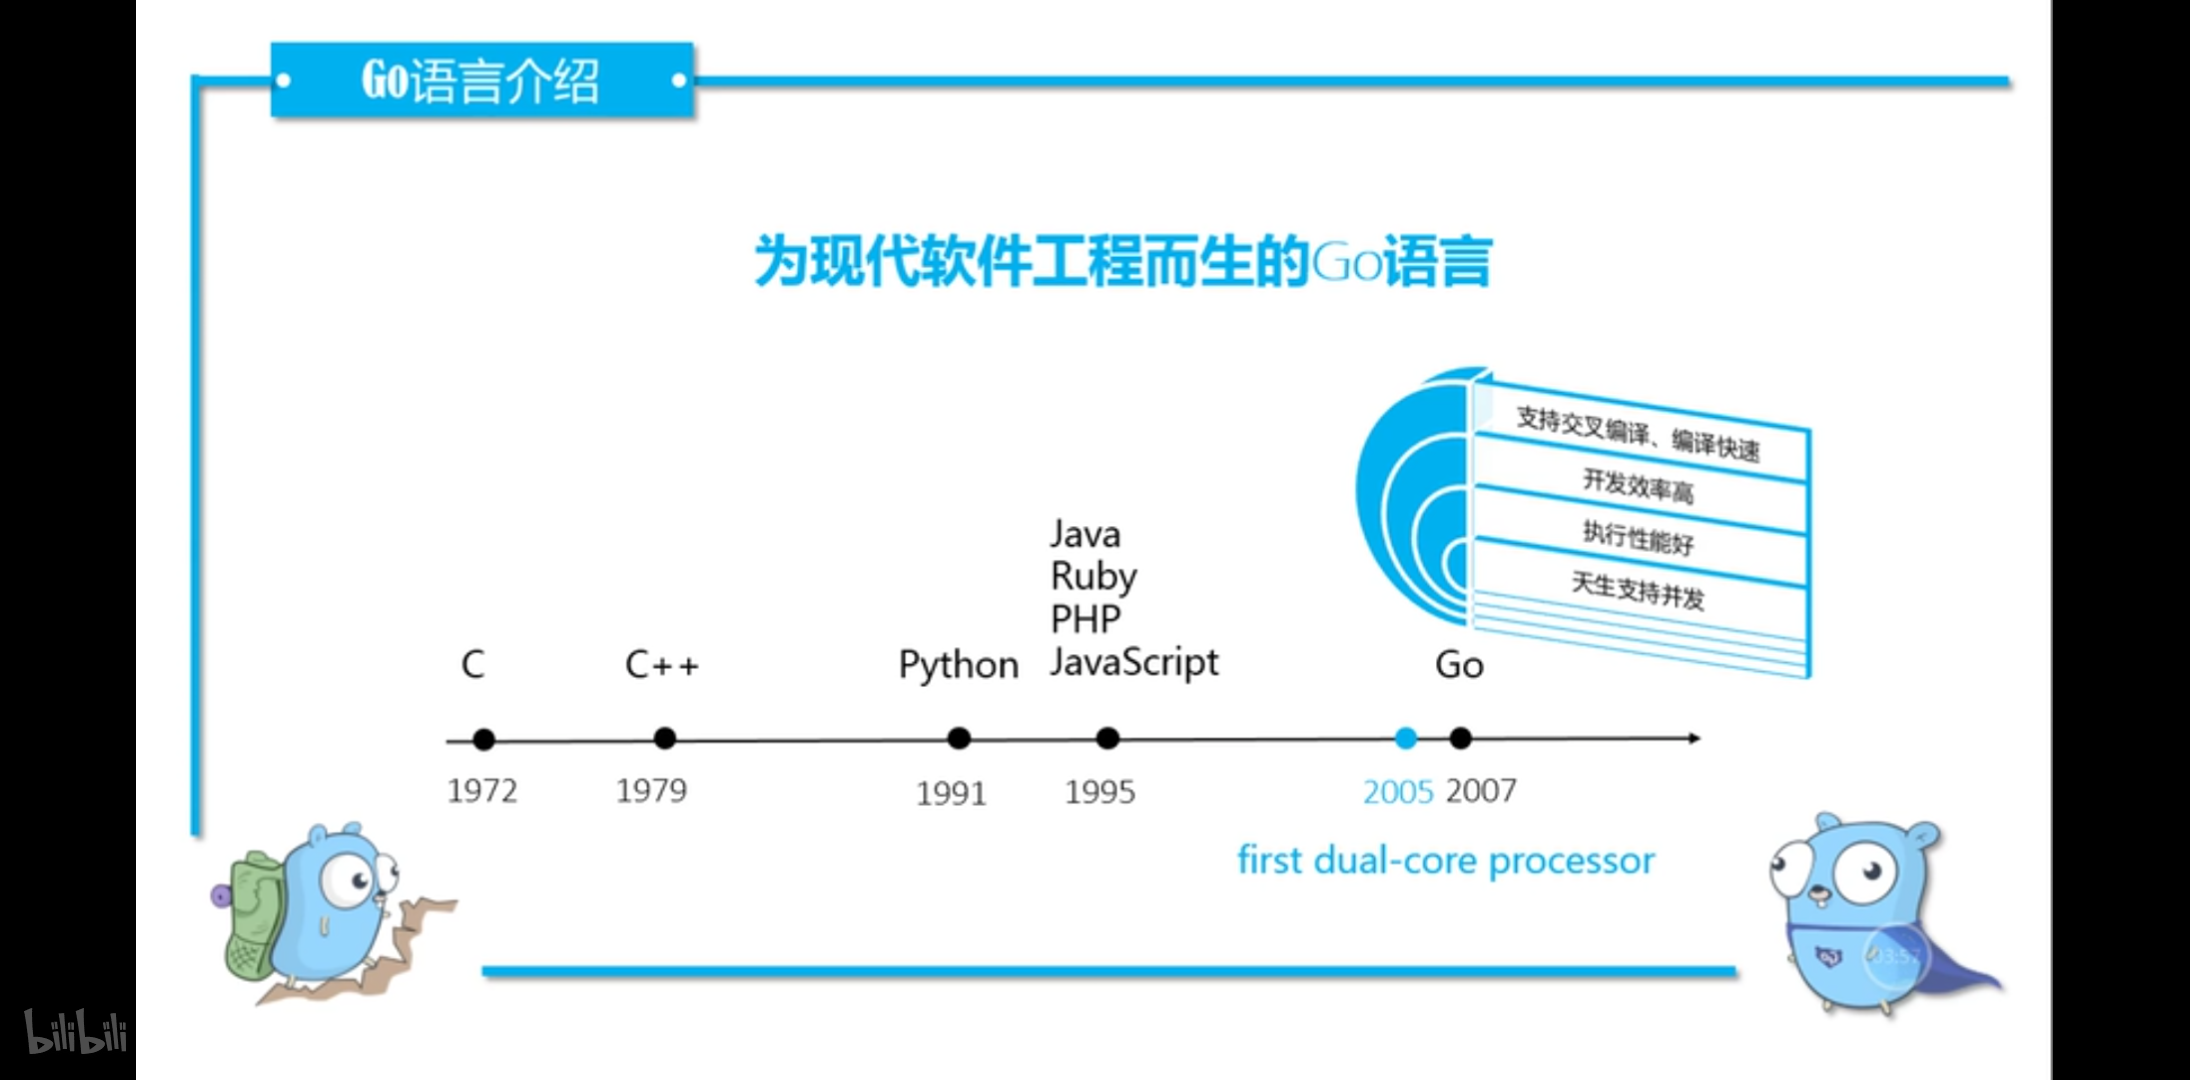 Go语言介绍
为现代软件工程而生的Go语言
支持交叉编译、编译快速
开发效率高
执行性能好
天生支持并发
Java
Ruby
PHP
JavaScript
C
C++
Python
Go
1972
1979
1991
1995
2005
2007
first dual-core processor
03:57
bilibili